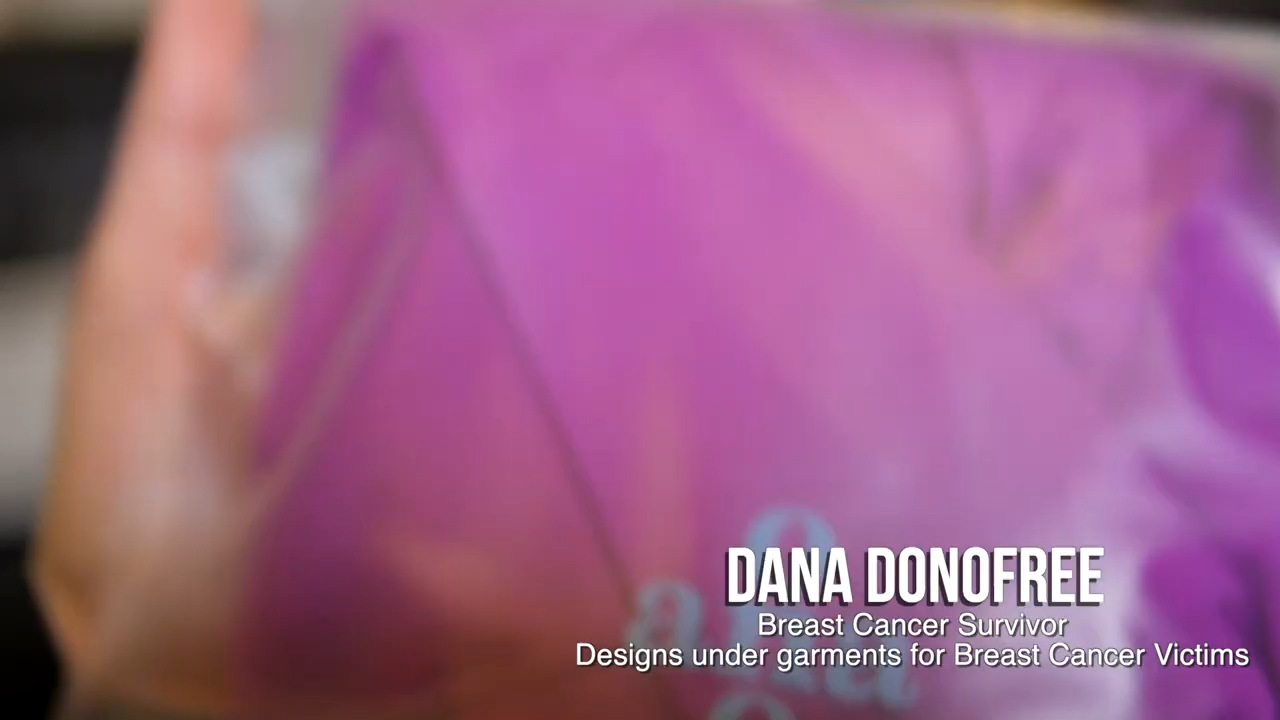 DANA DONOFREE
Breast Cancer Survivor
Designs under garments for Breast Cancer Victims